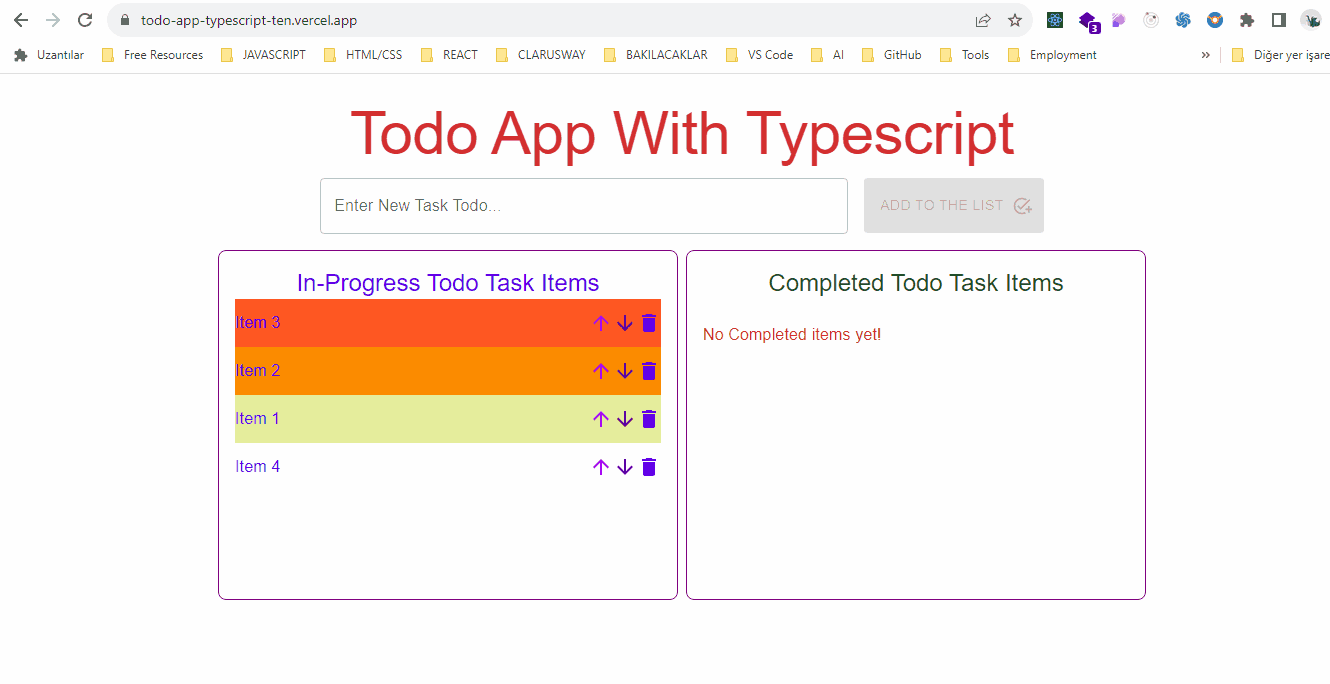 todo-app-typescript-ten.vercel.app
3
Uzantılar Free Resources JAVASCRIPT HTML/CSS REACT CLARUSWAY BAKILACAKLAR VS Code AI GitHub Tools Employment » Diğer yer işare
Todo App With Typescript
Enter New Task Todo...
ADD TO THE LIST
In-Progress Todo Task Items
Item 3
Item 2
Item 1
Item 4
Completed Todo Task Items
No Completed items yet!